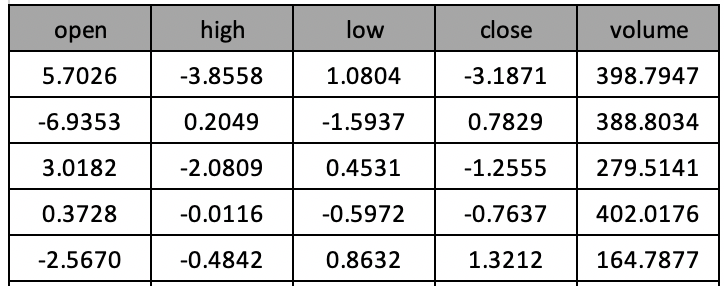 open high low close volume
5.7026 -3.8558 1.0804 -3.1871 398.7947
-6.9353 0.2049 -1.5937 0.7829 388.8034
3.0182 -2.0809 0.4531 -1.2555 279.5141
0.3728 -0.0116 -0.5972 -0.7637 402.0176
-2.5670 -0.4842 0.8632 1.3212 164.7877